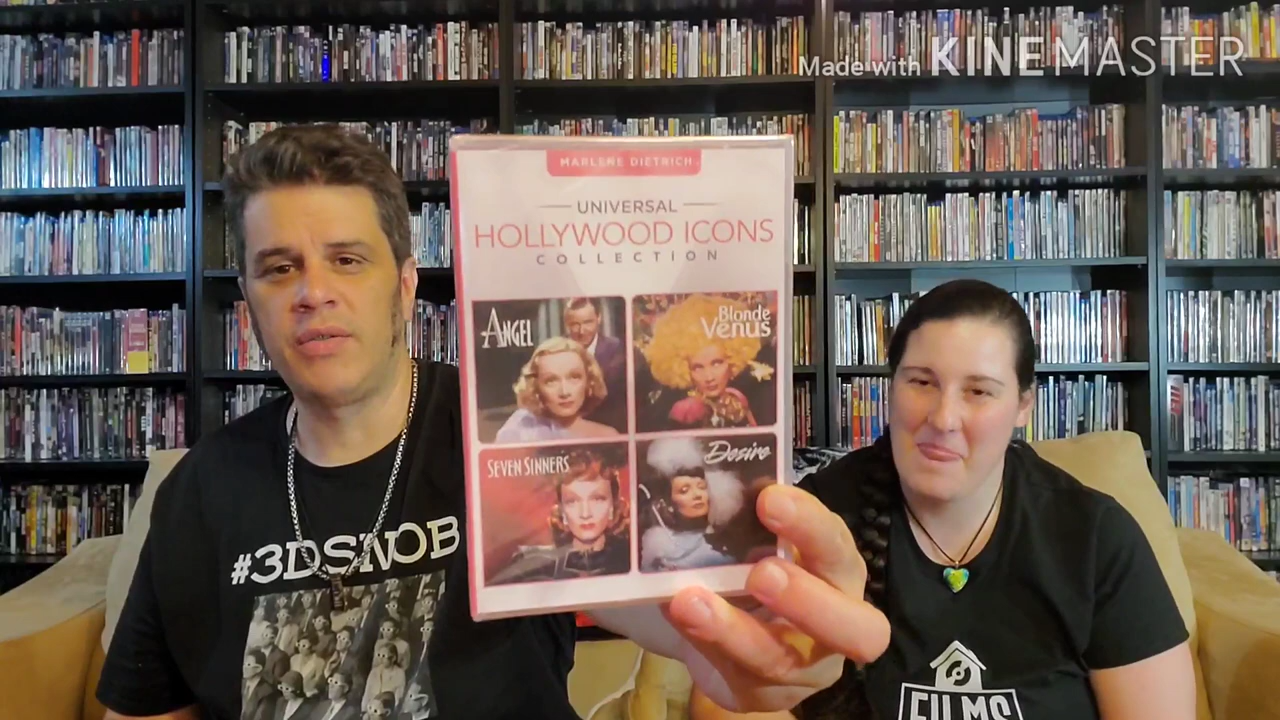 Made with KINEMASTER
MARLENE DIETRICH
UNIVERSAL
HOLLYWOOD ICONS
COLLECTION
ANGEL
Blonde
Venus
SEVEN SINNERS
Desire
#3DSNOB
FILMS